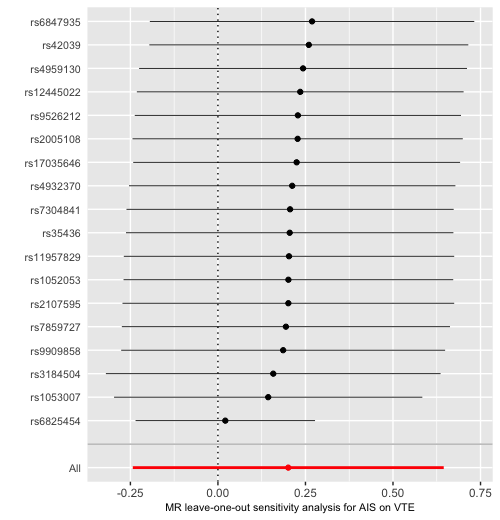 rs6847935
rs42039
rs4959130
rs12445022
rs9526212
rs2005108
rs17035646
rs4932370
rs7304841
rs35436
rs11957829
rs1052053
rs2107595
rs7859727
rs9909858
rs3184504
rs1053007
rs6825454
All
-0.25 0.00 0.25 0.50 0.75
MR leave-one-out sensitivity analysis for AIS on VTE